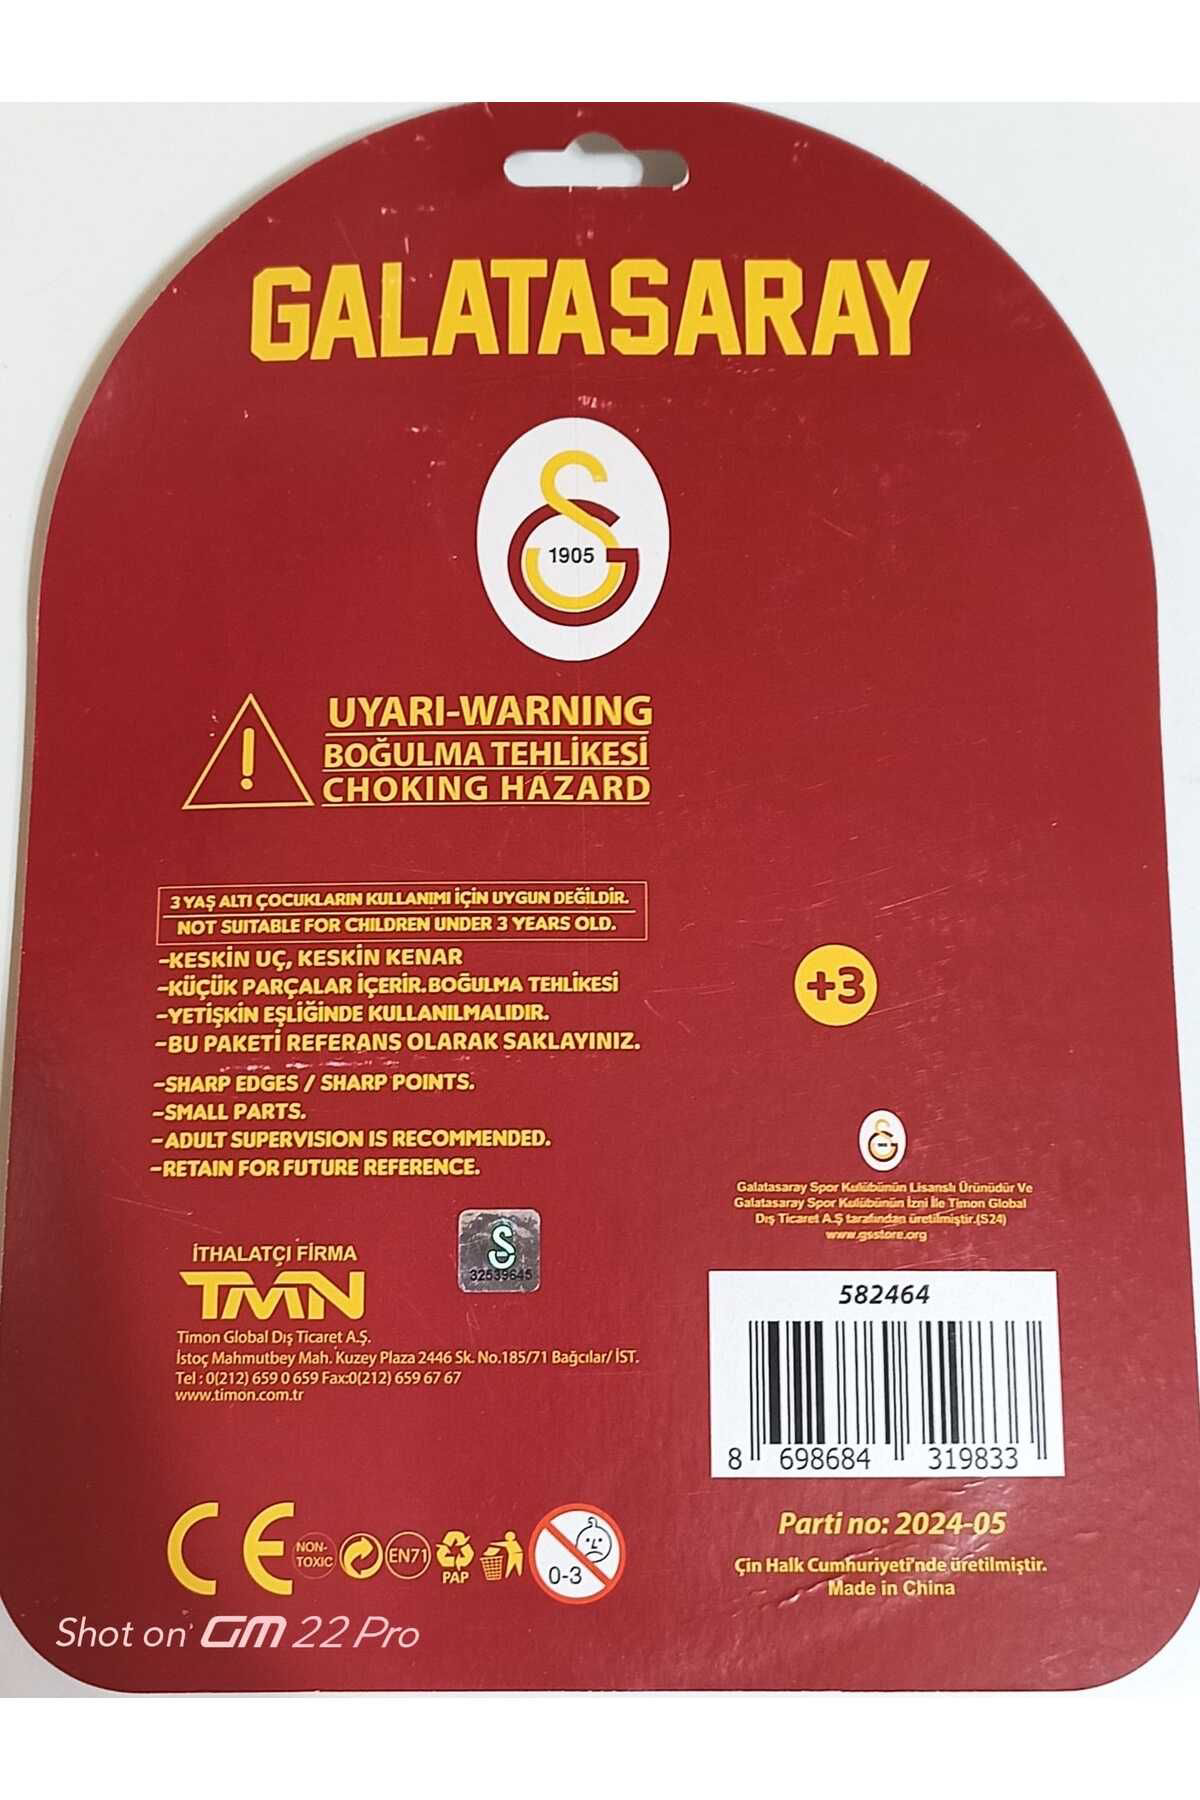 GALATASARAY
1905
UYARI-WARNING
BOĞULMA TEHLİKESİ
CHOKING HAZARD
3 YAŞ ALTI ÇOCUKLARIN KULLANIMI İÇİN UYGUN DEĞİLDİR.
NOT SUITABLE FOR CHILDREN UNDER 3 YEARS OLD.
-KESKİN UÇ, KESKİN KENAR
-KÜÇÜK PARÇALAR İÇERİR.BOĞULMA TEHLİKESİ
-YETİŞKİN EŞLİĞİNDE KULLANILMALIDIR.
-BU PAKETİ REFERANS OLARAK SAKLAYINIZ.
-SHARP EDGES / SHARP POINTS.
-SMALL PARTS.
-ADULT SUPERVISION IS RECOMMENDED.
-RETAIN FOR FUTURE REFERENCE.
+3
Galatasaray Spor Kulübünün Lisanslı Ürünüdür Ve
Galatasaray Spor Kulübünün İzni İle Timon Global
Dış Ticaret A.Ş tarafından üretilmiştir.(S24)
www.gsstore.org
32539645
İTHALATÇI FİRMA
TMN
Timon Global Dış Ticaret A.Ş.
İstoç Mahmutbey Mah. Kuzey Plaza 2446 Sk. No.185/71 Bağcılar/ İST.
Tel : 0(212) 659 0 659 Fax:0(212) 659 67 67
www.timon.com.tr
582464
8 698684 319833
Parti no: 2024-05
Çin Halk Cumhuriyeti'nde üretilmiştir.
Made in China
CE
NON-
TOXIC
EN71
PAP
0-3
Shot on GM 22 Pro